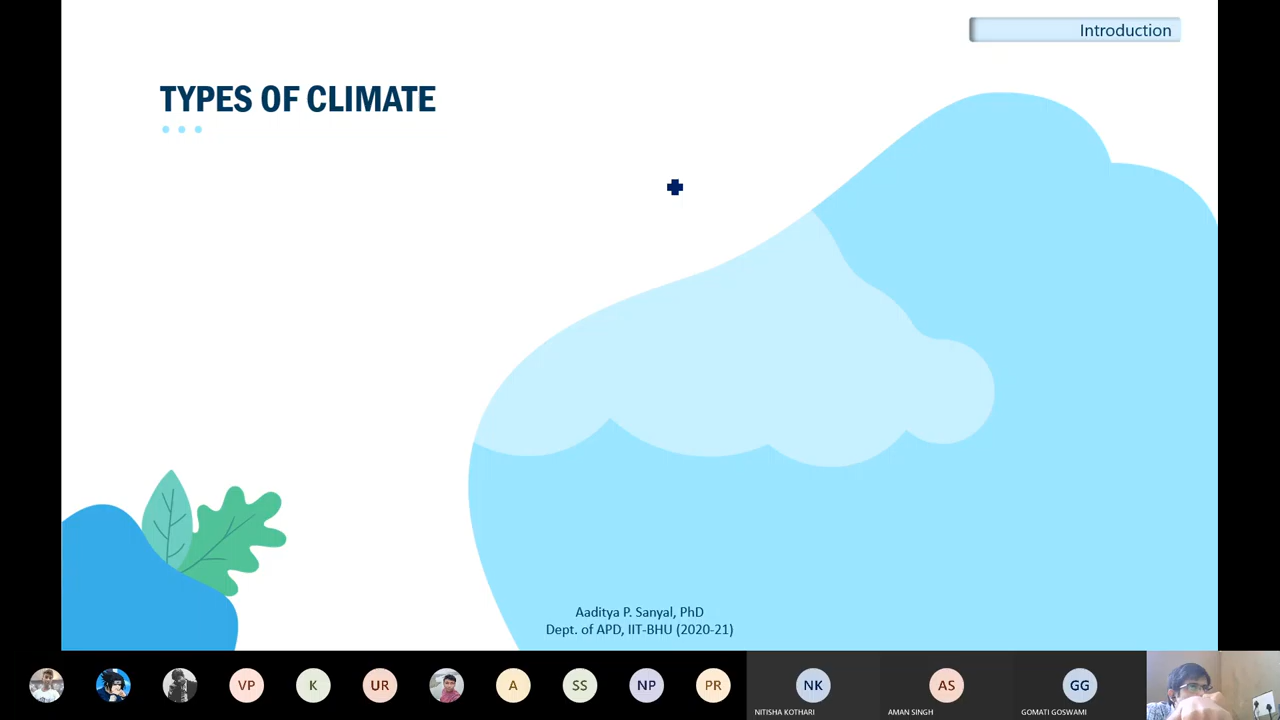 Introduction
TYPES OF CLIMATE
Aaditya P. Sanyal, PhD
Dept. of APD, IIT-BHU (2020-21)
VP
K
UR
A
SS
NP
PR
NK
AS
GG
NITISHA KOTHARI
AMAN SINGH
GOMATI GOSWAMI